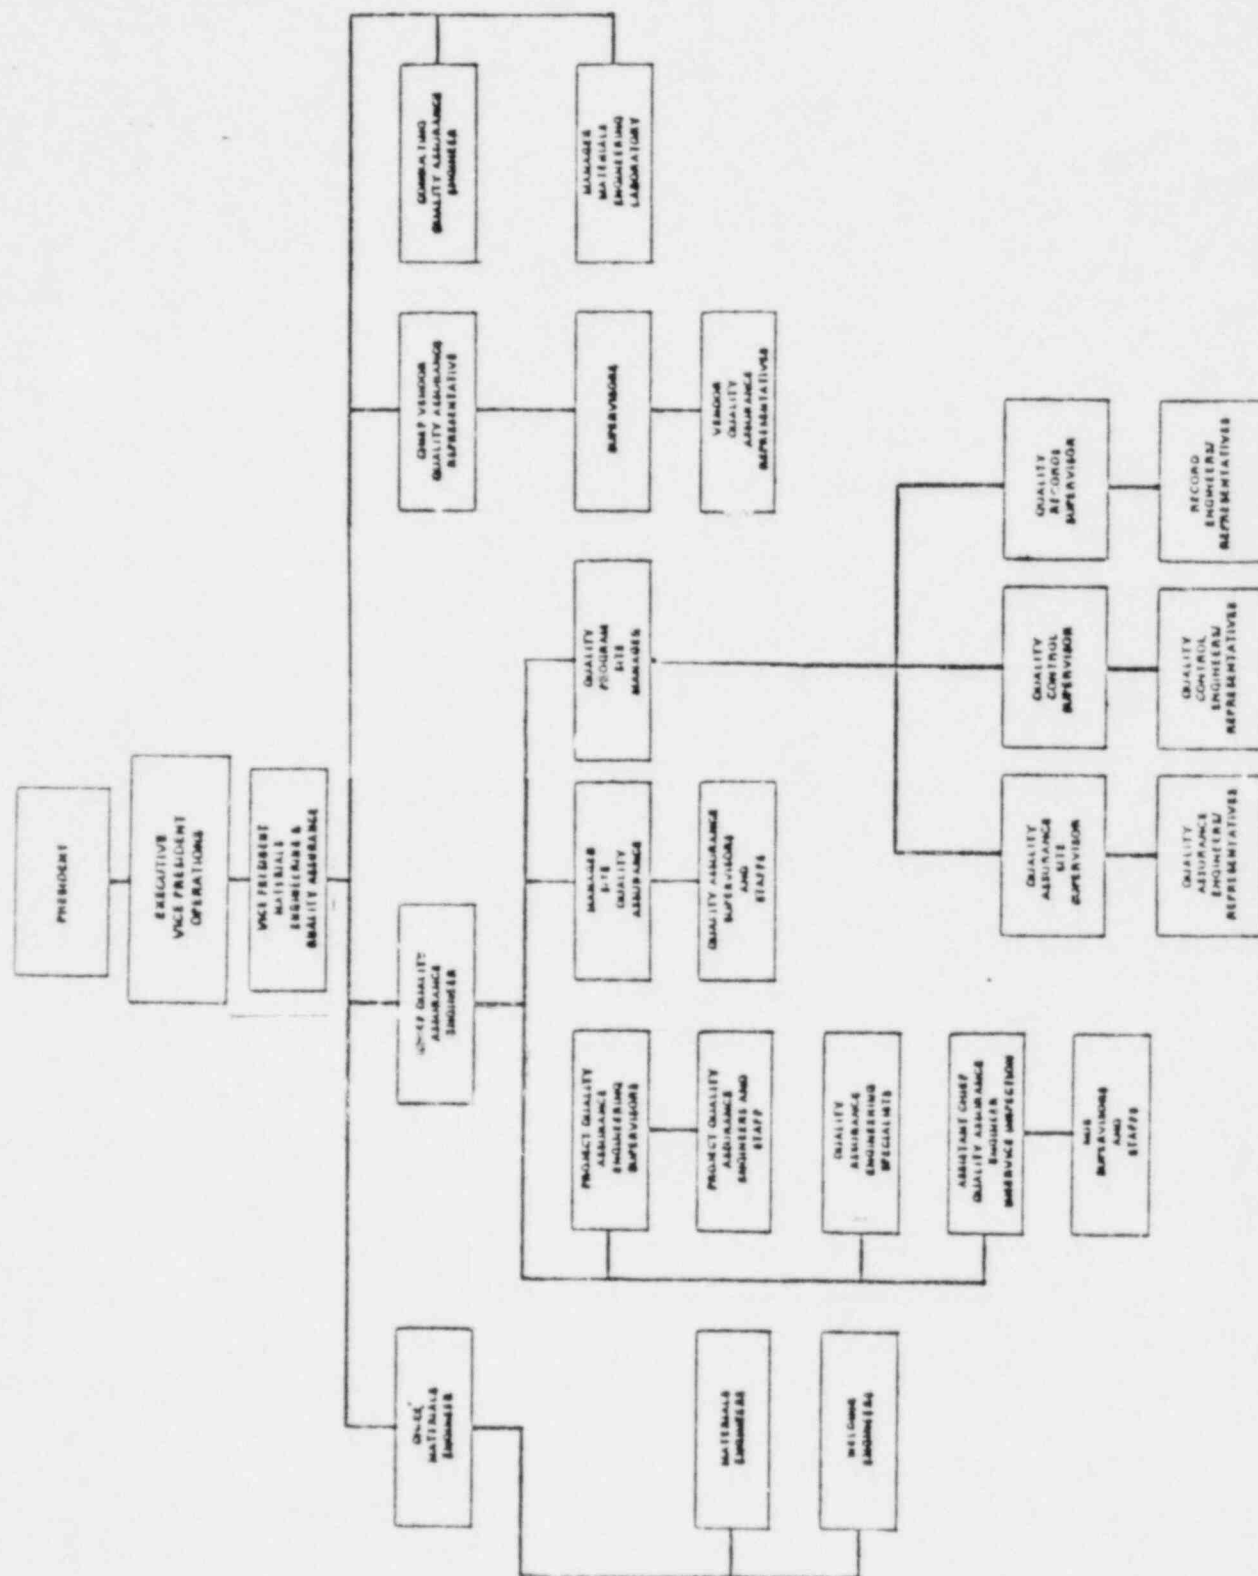 PRESIDENT
EXECUTIVE
VICE PRESIDENT
OPERATIONS
VICE PRESIDENT
MATERIALS
ENGINEERING &
QUALITY ASSURANCE
MATERIALS
ENGINEER
QUALITY
ASSURANCE
ENGINEER
CHIEF VENDOR
QUALITY ASSURANCE
REPRESENTATIVE
CONSULTING
QUALITY ASSURANCE
ENGINEER
PROJECT QUALITY
ASSURANCE
ENGINEERING
SUPERVISORS
MANAGER
SITE
QUALITY
ASSURANCE
QUALITY
PROGRAM
SITE
MANAGER
SUPERVISORS
MANAGER
MATERIALS
ENGINEERING
LABORATORY
MATERIALS
ENGINEERS
PROJECT QUALITY
ASSURANCE
ENGINEERS AND
STAFF
QUALITY ASSURANCE
SUPERVISORS
AND
STAFFS
VENDOR
QUALITY
ASSURANCE
REPRESENTATIVES
WELDING
ENGINEERS
QUALITY
ASSURANCE
ENGINEERING
SPECIALISTS
ASSISTANT CHIEF
QUALITY ASSURANCE
ENGINEER
INSERVICE INSPECTION
QUALITY
ASSURANCE
SITE
SUPERVISOR
QUALITY
CONTROL
SUPERVISOR
QUALITY
RECORDS
SUPERVISOR
SUPERVISORS
AND
STAFFS
QUALITY
ASSURANCE
ENGINEERS/
REPRESENTATIVES
QUALITY
CONTROL
ENGINEERS/
REPRESENTATIVES
RECORD
ENGINEERS/
REPRESENTATIVES